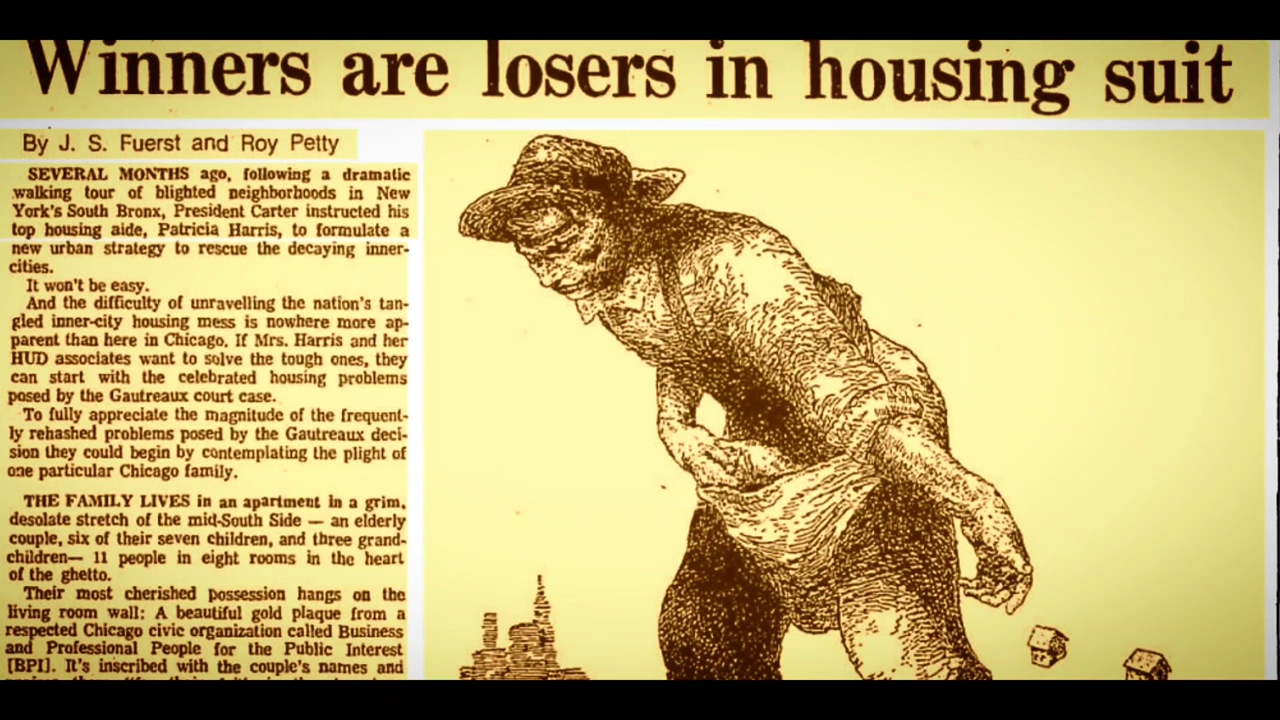 Winners are losers in housing suit
By J. S. Fuerst and Roy Petty
SEVERAL MONTHS ago, following a dramatic
walking tour of blighted neighborhoods in New
York's South Bronx, President Carter instructed his
top housing aide, Patricia Harris, to formulate a
new urban strategy to rescue the decaying inner-
cities.
It won't be easy.
And the difficulty of unravelling the nation's tan-
gled inner-city housing mess is nowhere more ap-
parent than here in Chicago. If Mrs. Harris and her
HUD associates want to solve the tough ones, they
can start with the celebrated housing problems
posed by the Gautreaux court case.
To fully appreciate the magnitude of the frequent-
ly rehashed problems posed by the Gautreaux deci-
sion they could begin by contemplating the plight of
one particular Chicago family.
THE FAMILY LIVES in an apartment in a grim,
desolate stretch of the mid-South Side — an elderly
couple, six of their seven children, and three grand-
children— 11 people in eight rooms in the heart
of the ghetto.
Their most cherished possession hangs on the
living room wall: A beautiful gold plaque from a
respected Chicago civic organization called Business
and Professional People for the Public Interest
[BPI]. It's inscribed with the couple's names and